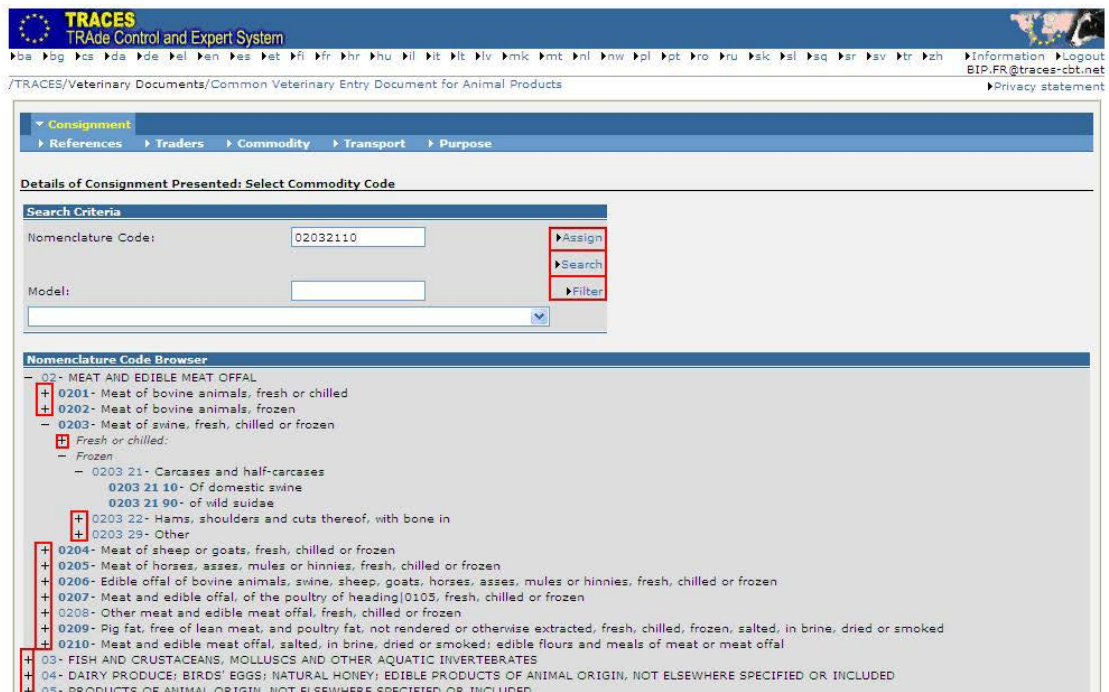 TRACES
TRAde Control and Expert System
ba bg cs da de el en es et fi fr hr hu il it lt lv mk mt nl nw pl pt ro ru sk sl sq sr sv tr zh Information Logout
BIP.FR@traces-cbt.net
/TRACES/Veterinary Documents/Common Veterinary Entry Document for Animal Products
Privacy statement
Consignment
References Traders Commodity Transport Purpose
Details of Consignment Presented: Select Commodity Code
Search Criteria
Nomenclature Code: 02032110 Assign
Search
Model: Filter
Nomenclature Code Browser
− 02- MEAT AND EDIBLE MEAT OFFAL
+ 0201- Meat of bovine animals, fresh or chilled
+ 0202- Meat of bovine animals, frozen
− 0203- Meat of swine, fresh, chilled or frozen
+ Fresh or chilled:
− Frozen
− 0203 21- Carcases and half-carcases
0203 21 10- Of domestic swine
0203 21 90- of wild suidae
+ 0203 22- Hams, shoulders and cuts thereof, with bone in
+ 0203 29- Other
+ 0204- Meat of sheep or goats, fresh, chilled or frozen
+ 0205- Meat of horses, asses, mules or hinnies, fresh, chilled or frozen
+ 0206- Edible offal of bovine animals, swine, sheep, goats, horses, asses, mules or hinnies, fresh, chilled or frozen
+ 0207- Meat and edible offal, of the poultry of heading|0105, fresh, chilled or frozen
+ 0208- Other meat and edible meat offal, fresh, chilled or frozen
+ 0209- Pig fat, free of lean meat, and poultry fat, not rendered or otherwise extracted, fresh, chilled, frozen, salted, in brine, dried or smoked
+ 0210- Meat and edible meat offal, salted, in brine, dried or smoked; edible flours and meals of meat or meat offal
+ 03- FISH AND CRUSTACEANS, MOLLUSCS AND OTHER AQUATIC INVERTEBRATES
+ 04- DAIRY PRODUCE; BIRDS' EGGS; NATURAL HONEY; EDIBLE PRODUCTS OF ANIMAL ORIGIN, NOT ELSEWHERE SPECIFIED OR INCLUDED
+ 05- PRODUCTS OF ANIMAL ORIGIN, NOT ELSEWHERE SPECIFIED OR INCLUDED